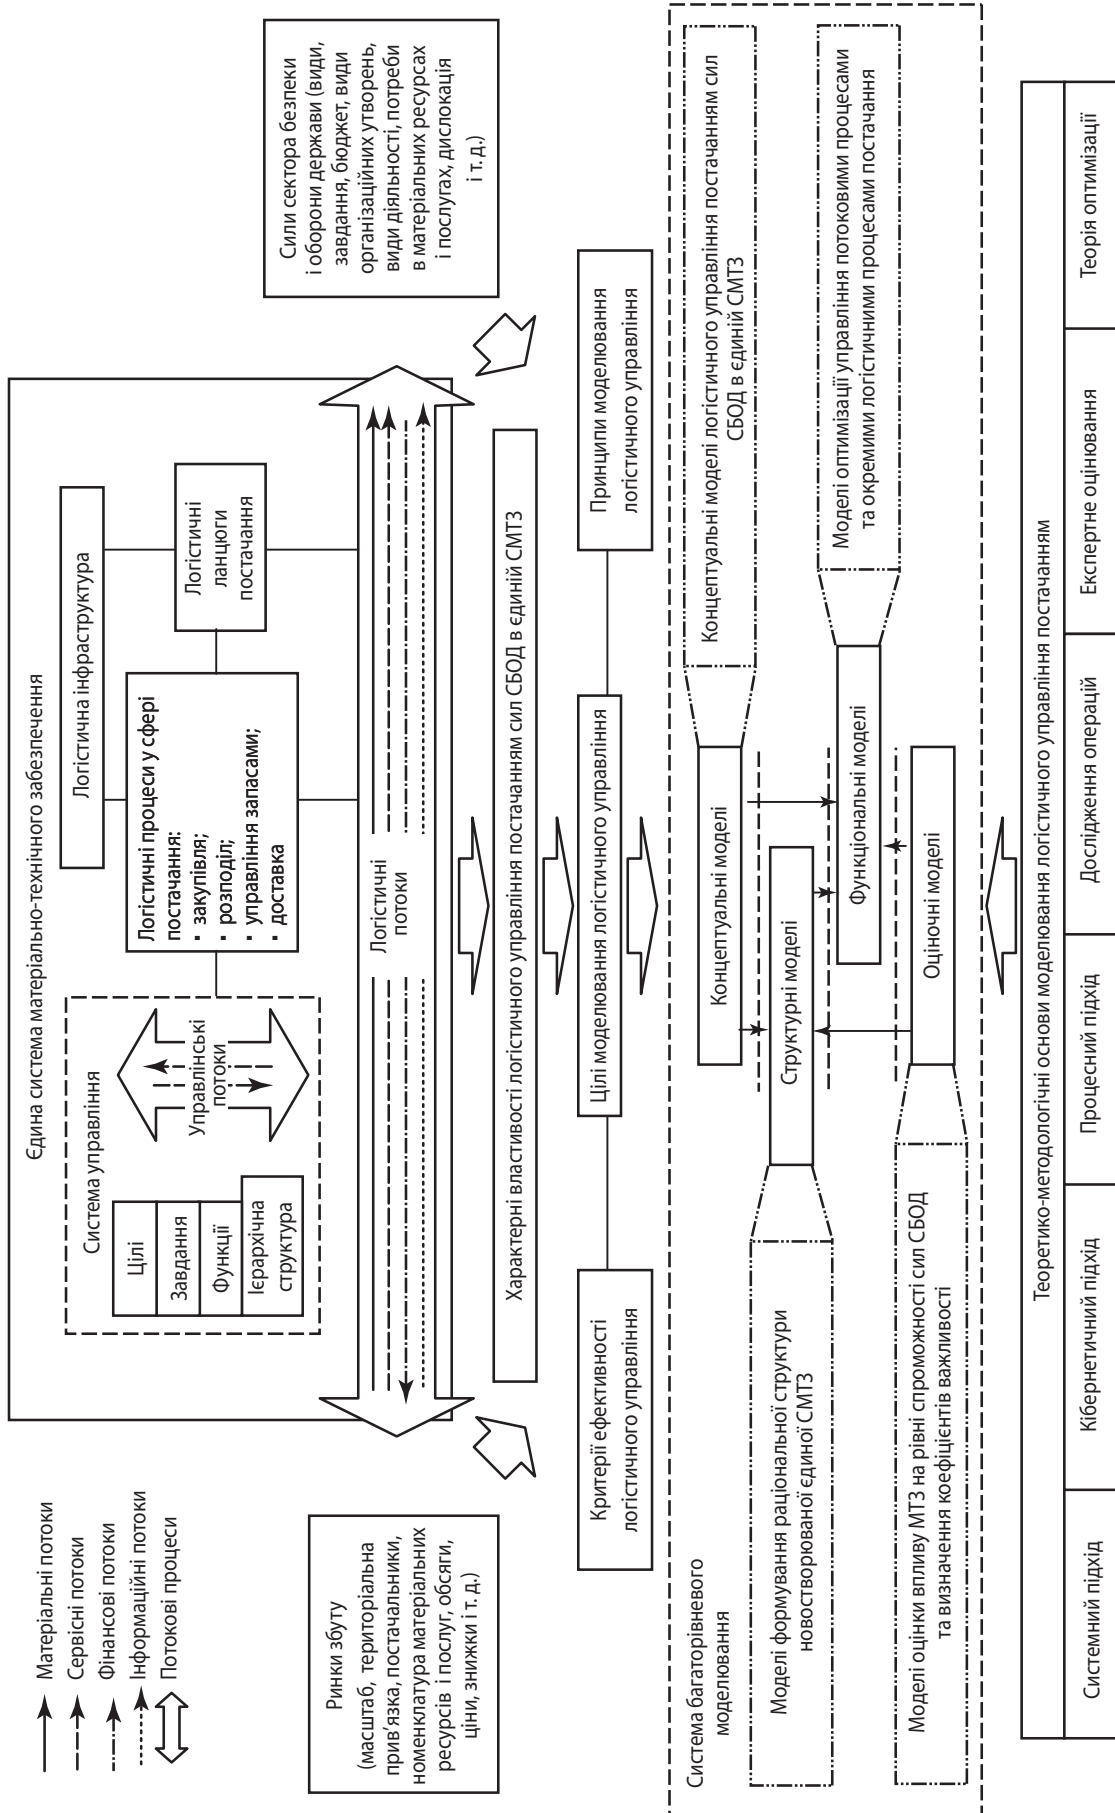 Матеріальні потоки
Сервісні потоки
Фінансові потоки
Інформаційні потоки
Потокові процеси
Єдина система матеріально-технічного забезпечення
Система управління
Цілі
Завдання
Функції
Ієрархічна
структура
Управлінські
потоки
Логістична інфраструктура
Логістичні процеси у сфері
постачання:
▪ закупівля;
▪ розподіл;
▪ управління запасами;
▪ доставка
Логістичні
ланцюги
постачання
Логістичні
потоки
Ринки збуту
(масштаб, територіальна
прив’язка, постачальники,
номенклатура матеріальних
ресурсів і послуг, обсяги,
ціни, знижки і т. д.)
Сили сектора безпеки
і оборони держави (види,
завдання, бюджет, види
організаційних утворень,
види діяльності, потреби
в матеріальних ресурсах
і послугах, дислокація
і т. д.)
Характерні властивості логістичного управління постачанням сил СБОД в єдиній СМТЗ
Критерії ефективності
логістичного управління
Цілі моделювання логістичного управління
Принципи моделювання
логістичного управління
Система багаторівневого
моделювання
Концептуальні моделі
Концептуальні моделі логістичного управління постачанням сил
СБОД в єдиній СМТЗ
Моделі формування раціональної структури
новостворюваної єдиної СМТЗ
Структурні моделі
Функціональні моделі
Моделі оптимізації управління потоковими процесами
та окремими логістичними процесами постачання
Моделі оцінки впливу МТЗ на рівні спроможності сил СБОД
та визначення коефіцієнтів важливості
Оціночні моделі
Теоретико-методологічні основи моделювання логістичного управління постачанням
Системний підхід
Кібернетичний підхід
Процесний підхід
Дослідження операцій
Експертне оцінювання
Теорія оптимізації